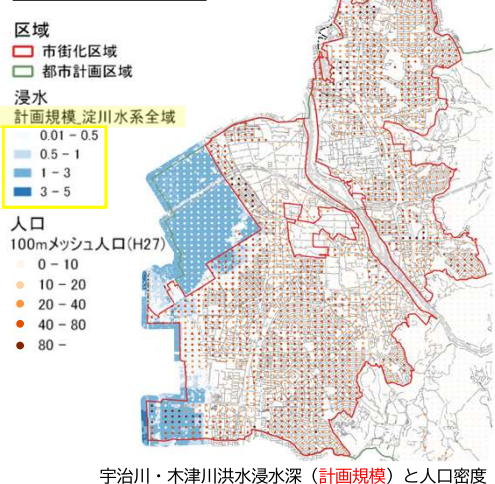 区域
市街化区域
都市計画区域
浸水
計画規模_淀川水系全域
0.01 - 0.5
0.5 - 1
1 - 3
3 - 5
人口
100mメッシュ人口(H27)
0 - 10
10 - 20
20 - 40
40 - 80
80 -
宇治川・木津川洪水浸水深（計画規模）と人口密度